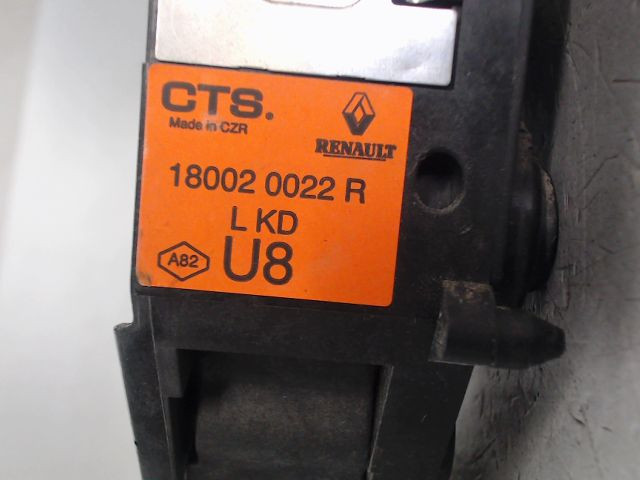 CTS.
Made in CZR
RENAULT
18002 0022 R
L KD
A82
U8